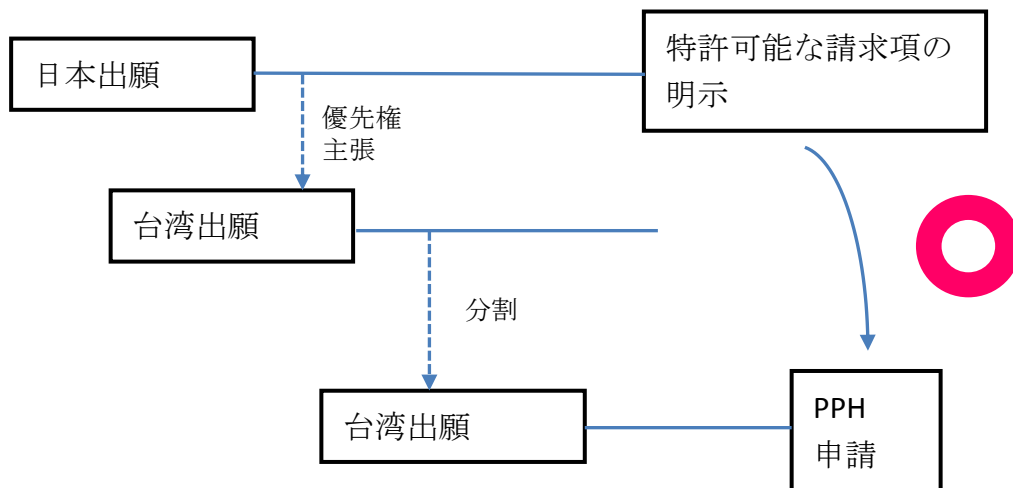 日本出願
特許可能な請求項の
明示
優先権
主張
台湾出願
分割
台湾出願
PPH
申請